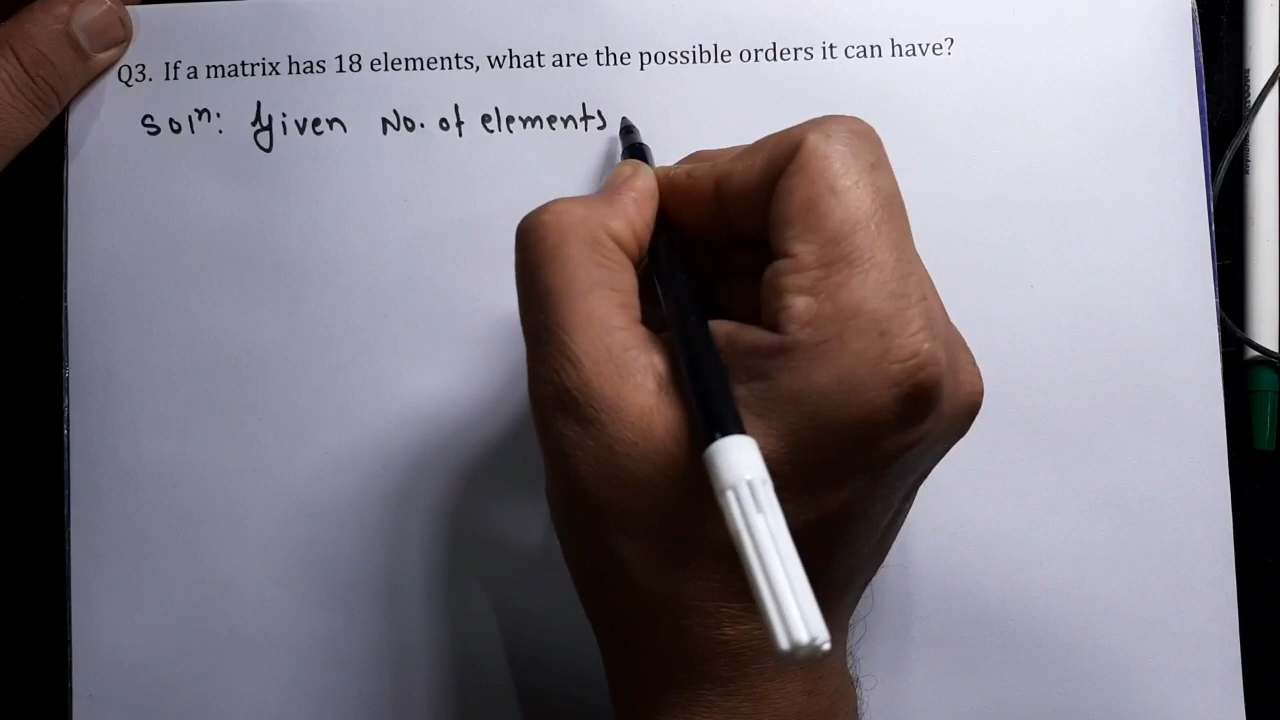 Q3. If a matrix has 18 elements, what are the possible orders it can have?
Solⁿ: Given No. of elements